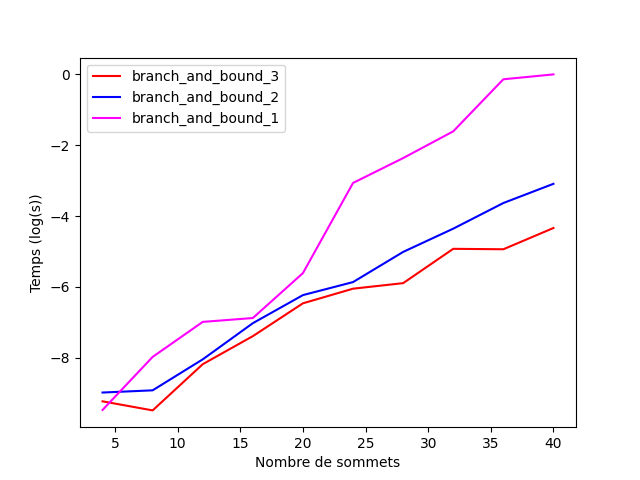 branch_and_bound_3
branch_and_bound_2
branch_and_bound_1
0
−2
−4
−6
−8
Temps (log(s))
5 10 15 20 25 30 35 40
Nombre de sommets